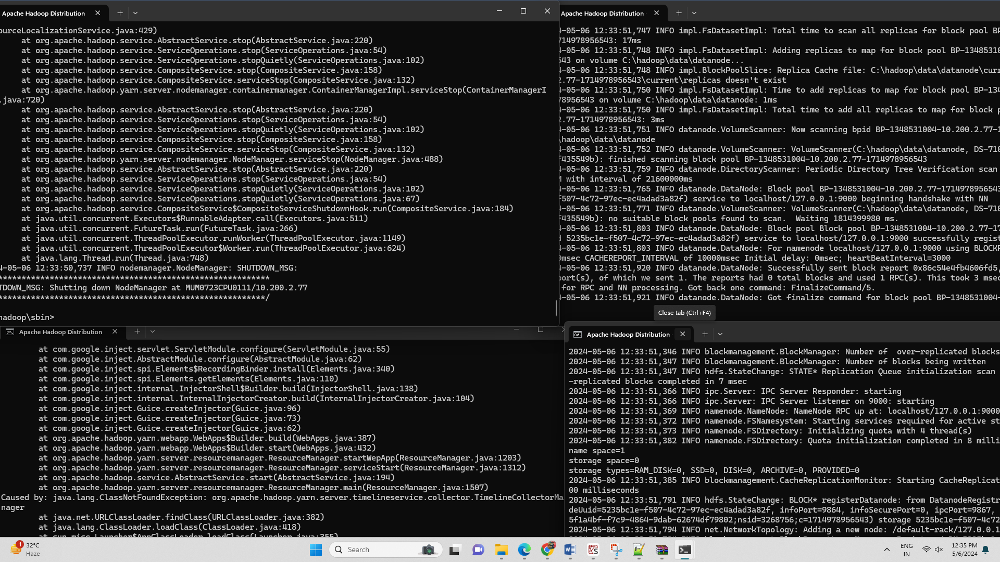 Apache Hadoop Distribution
ourceLocalizationService.java:429)
at org.apache.hadoop.service.AbstractService.stop(AbstractService.java:220)
at org.apache.hadoop.service.ServiceOperations.stop(ServiceOperations.java:54)
at org.apache.hadoop.service.ServiceOperations.stopQuietly(ServiceOperations.java:102)
at org.apache.hadoop.service.CompositeService.stop(CompositeService.java:158)
at org.apache.hadoop.service.CompositeService.serviceStop(CompositeService.java:132)
at org.apache.hadoop.yarn.server.nodemanager.containermanager.ContainerManagerImpl.serviceStop(ContainerManagerI
.java:720)
at org.apache.hadoop.service.AbstractService.stop(AbstractService.java:220)
at org.apache.hadoop.service.ServiceOperations.stop(ServiceOperations.java:54)
at org.apache.hadoop.service.ServiceOperations.stopQuietly(ServiceOperations.java:102)
at org.apache.hadoop.service.CompositeService.stop(CompositeService.java:158)
at org.apache.hadoop.service.CompositeService.serviceStop(CompositeService.java:132)
at org.apache.hadoop.yarn.server.nodemanager.NodeManager.serviceStop(NodeManager.java:488)
at org.apache.hadoop.service.AbstractService.stop(AbstractService.java:220)
at org.apache.hadoop.service.ServiceOperations.stop(ServiceOperations.java:54)
at org.apache.hadoop.service.ServiceOperations.stopQuietly(ServiceOperations.java:102)
at org.apache.hadoop.service.ServiceOperations.stopQuietly(ServiceOperations.java:67)
at org.apache.hadoop.service.CompositeService$CompositeServiceShutdownHook.run(CompositeService.java:184)
at java.util.concurrent.Executors$RunnableAdapter.call(Executors.java:511)
at java.util.concurrent.FutureTask.run(FutureTask.java:266)
at java.util.concurrent.ThreadPoolExecutor.runWorker(ThreadPoolExecutor.java:1149)
at java.util.concurrent.ThreadPoolExecutor$Worker.run(ThreadPoolExecutor.java:624)
at java.lang.Thread.run(Thread.java:748)
4-05-06 12:33:50,737 INFO nodemanager.NodeManager: SHUTDOWN_MSG:
**********************************************************
TDOWN_MSG: Shutting down NodeManager at MUM0723CPU0111/10.200.2.77
*********************************************************/
hadoop\sbin>
Apache Hadoop Distribution
4-05-06 12:33:51,747 INFO impl.FsDatasetImpl: Total time to scan all replicas for block pool BP
714978956543: 17ms
4-05-06 12:33:51,748 INFO impl.FsDatasetImpl: Adding replicas to map for block pool BP-13485310
543 on volume C:\hadoop\data\datanode...
4-05-06 12:33:51,748 INFO impl.BlockPoolSlice: Replica Cache file: C:\hadoop\data\datanode\curr
2.77-1714978956543\current\replicas doesn't exist
4-05-06 12:33:51,750 INFO impl.FsDatasetImpl: Time to add replicas to map for block pool BP-134
78956543 on volume C:\hadoop\data\datanode: 1ms
4-05-06 12:33:51,750 INFO impl.FsDatasetImpl: Total time to add all replicas to map for block p
2.77-1714978956543: 3ms
4-05-06 12:33:51,751 INFO datanode.VolumeScanner: Now scanning bpid BP-1348531004-10.200.2.77-1
\hadoop\data\datanode
4-05-06 12:33:51,752 INFO datanode.VolumeScanner: VolumeScanner(C:\hadoop\data\datanode, DS-710
f435549b): finished scanning block pool BP-1348531004-10.200.2.77-1714978956543
4-05-06 12:33:51,759 INFO datanode.DirectoryScanner: Periodic Directory Tree Verification scan
M with interval of 21600000ms
4-05-06 12:33:51,765 INFO datanode.DataNode: Block pool BP-1348531004-10.200.2.77-1714978956543
f507-4c72-97ec-ec4adad3a82f) service to localhost/127.0.0.1:9000 beginning handshake with NN
4-05-06 12:33:51,771 INFO datanode.VolumeScanner: VolumeScanner(C:\hadoop\data\datanode, DS-710
f435549b): no suitable block pools found to scan.  Waiting 1814399980 ms.
4-05-06 12:33:51,803 INFO datanode.DataNode: Block pool Block pool BP-1348531004-10.200.2.77-17
d 5235bc1e-f507-4c72-97ec-ec4adad3a82f) service to localhost/127.0.0.1:9000 successfully regist
4-05-06 12:33:51,803 INFO datanode.DataNode: For namenode localhost/127.0.0.1:9000 using BLOCKR
0msec CACHEREPORT_INTERVAL of 10000msec Initial delay: 0msec; heartBeatInterval=3000
4-05-06 12:33:51,920 INFO datanode.DataNode: Successfully sent block report 0x86c54e4fb4606fd5,
port(s), of which we sent 1. The reports had 0 total blocks and used 1 RPC(s). This took 3 msec
for RPC and NN processing. Got back one command: FinalizeCommand/5.
4-05-06 12:33:51,921 INFO datanode.DataNode: Got finalize command for block pool BP-1348531004-
Close tab (Ctrl+F4)
Apache Hadoop Distribution
at com.google.inject.servlet.ServletModule.configure(ServletModule.java:55)
at com.google.inject.AbstractModule.configure(AbstractModule.java:62)
at com.google.inject.spi.Elements$RecordingBinder.install(Elements.java:340)
at com.google.inject.spi.Elements.getElements(Elements.java:110)
at com.google.inject.internal.InjectorShell$Builder.build(InjectorShell.java:138)
at com.google.inject.internal.InternalInjectorCreator.build(InternalInjectorCreator.java:104)
at com.google.inject.Guice.createInjector(Guice.java:96)
at com.google.inject.Guice.createInjector(Guice.java:73)
at com.google.inject.Guice.createInjector(Guice.java:62)
at org.apache.hadoop.yarn.webapp.WebApps$Builder.build(WebApps.java:387)
at org.apache.hadoop.yarn.webapp.WebApps$Builder.start(WebApps.java:432)
at org.apache.hadoop.yarn.server.resourcemanager.ResourceManager.startWepApp(ResourceManager.java:1203)
at org.apache.hadoop.yarn.server.resourcemanager.ResourceManager.serviceStart(ResourceManager.java:1312)
at org.apache.hadoop.service.AbstractService.start(AbstractService.java:194)
at org.apache.hadoop.yarn.server.resourcemanager.ResourceManager.main(ResourceManager.java:1507)
Caused by: java.lang.ClassNotFoundException: org.apache.hadoop.yarn.server.timelineservice.collector.TimelineCollectorMa
nager
at java.net.URLClassLoader.findClass(URLClassLoader.java:382)
at java.lang.ClassLoader.loadClass(ClassLoader.java:418)
at sun.misc.Launcher$AppClassLoader.loadClass(Launcher.java:355)
Apache Hadoop Distribution
2024-05-06 12:33:51,346 INFO blockmanagement.BlockManager: Number of  over-replicated blocks
2024-05-06 12:33:51,347 INFO blockmanagement.BlockManager: Number of blocks being written
2024-05-06 12:33:51,347 INFO hdfs.StateChange: STATE* Replication Queue initialization scan
-replicated blocks completed in 7 msec
2024-05-06 12:33:51,366 INFO ipc.Server: IPC Server Responder: starting
2024-05-06 12:33:51,366 INFO ipc.Server: IPC Server listener on 9000: starting
2024-05-06 12:33:51,369 INFO namenode.NameNode: NameNode RPC up at: localhost/127.0.0.1:9000
2024-05-06 12:33:51,372 INFO namenode.FSNamesystem: Starting services required for active st
2024-05-06 12:33:51,373 INFO namenode.FSDirectory: Initializing quota with 4 thread(s)
2024-05-06 12:33:51,382 INFO namenode.FSDirectory: Quota initialization completed in 8 milli
name space=1
storage space=0
storage types=RAM_DISK=0, SSD=0, DISK=0, ARCHIVE=0, PROVIDED=0
2024-05-06 12:33:51,385 INFO blockmanagement.CacheReplicationMonitor: Starting CacheReplicat
00 milliseconds
2024-05-06 12:33:51,791 INFO hdfs.StateChange: BLOCK* registerDatanode: from DatanodeRegistr
deUuid=5235bc1e-f507-4c72-97ec-ec4adad3a82f, infoPort=9864, infoSecurePort=0, ipcPort=9867,
5f1a4bf-f7c9-4864-9dab-62674df79802;nsid=3268756;c=1714978956543) storage 5235bc1e-f507-4c72
2024-05-06 12:33:51,794 INFO net.NetworkTopology: Adding a new node: /default-rack/127.0.0.1
1
32°C
Haze
Search
ENG
IN
12:35 PM
5/6/2024